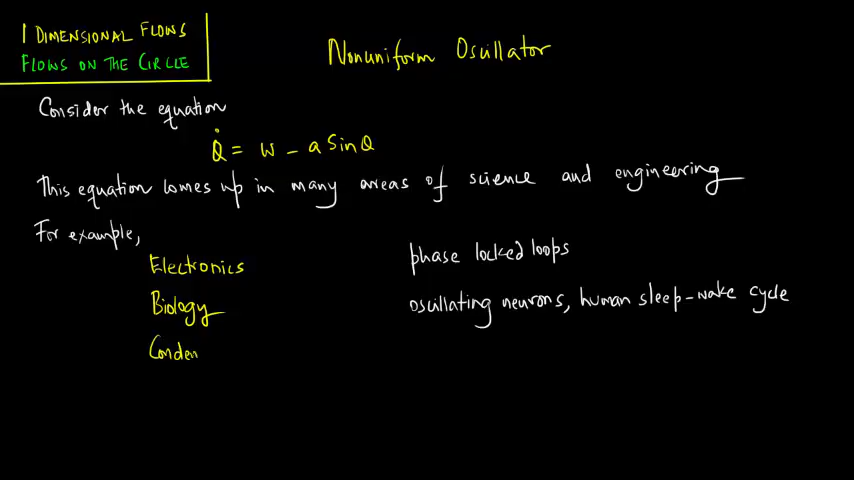 1 DIMENSIONAL FLOWS
FLOWS ON THE CIRCLE
Nonuniform Oscillator
Consider the equation
θ̇ = w - a Sinθ
This equation comes up in many areas of science and engineering
For example,
Electronics phase locked loops
Biology oscillating neurons, human sleep-wake cycle
Conden